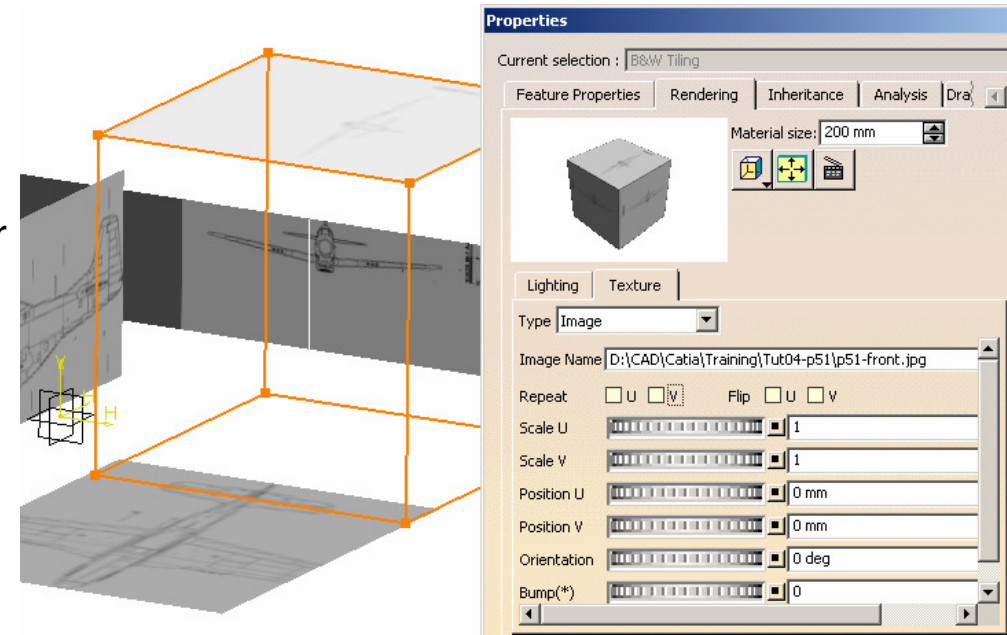 Properties
Current selection : B&W Tiling
Feature Properties Rendering Inheritance Analysis Dra
Material size: 200 mm
r
Lighting Texture
Type Image
Image Name D:\CAD\Catia\Training\Tut04-p51\p51-front.jpg
Repeat U V Flip U V
Scale U 1
Scale V 1
Position U 0 mm
Position V 0 mm
Orientation 0 deg
Bump(*) 0
V
H